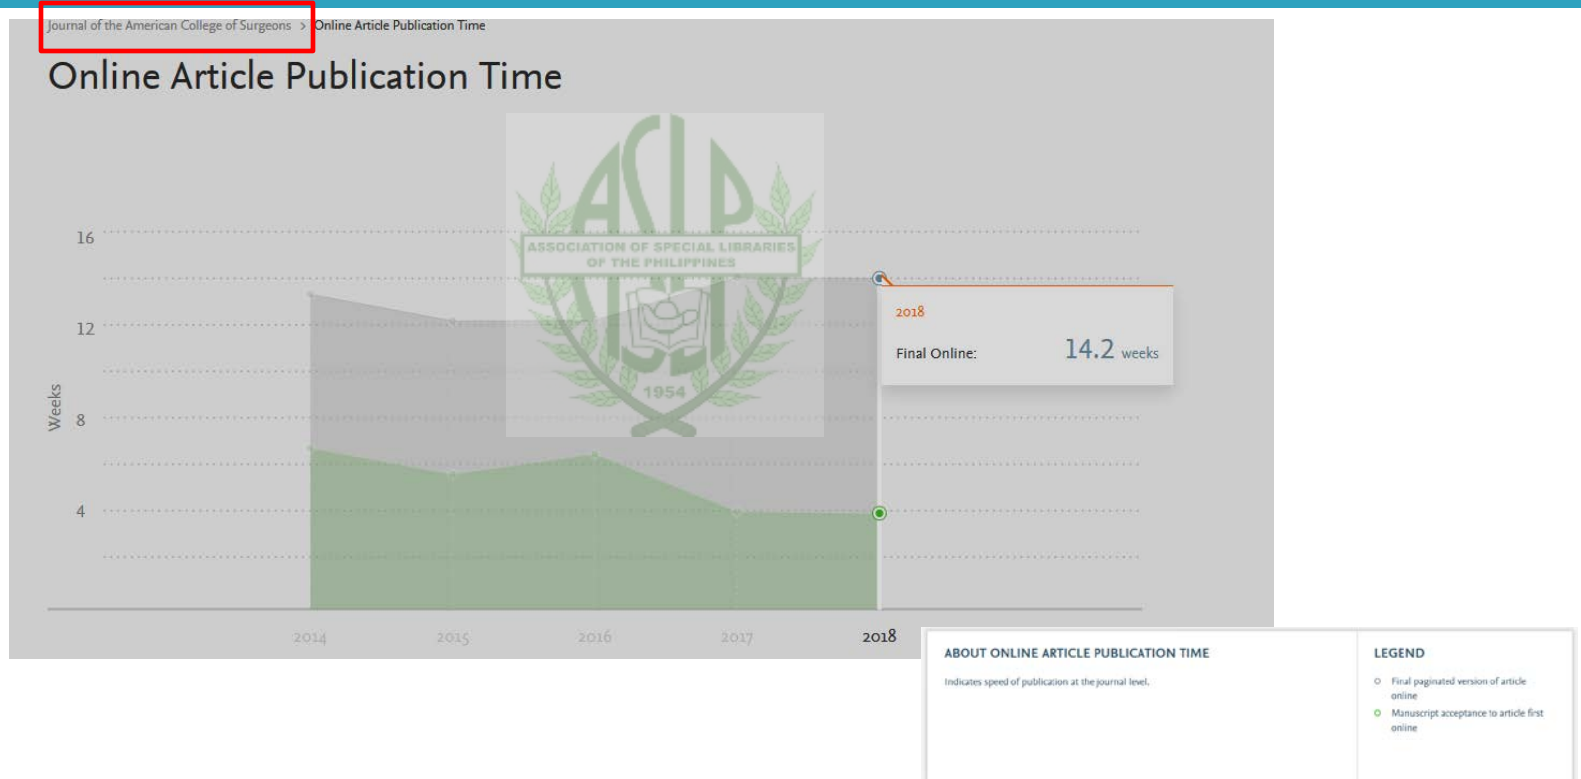 Journal of the American College of Surgeons > Online Article Publication Time
Online Article Publication Time
ASLP
ASSOCIATION OF SPECIAL LIBRARIES
OF THE PHILIPPINES
1954
16
12
8
4
Weeks
2018
Final Online: 14.2 weeks
2014 2015 2016 2017 2018
ABOUT ONLINE ARTICLE PUBLICATION TIME
Indicates speed of publication at the journal level.
LEGEND
Final paginated version of article
online
Manuscript acceptance to article first
online